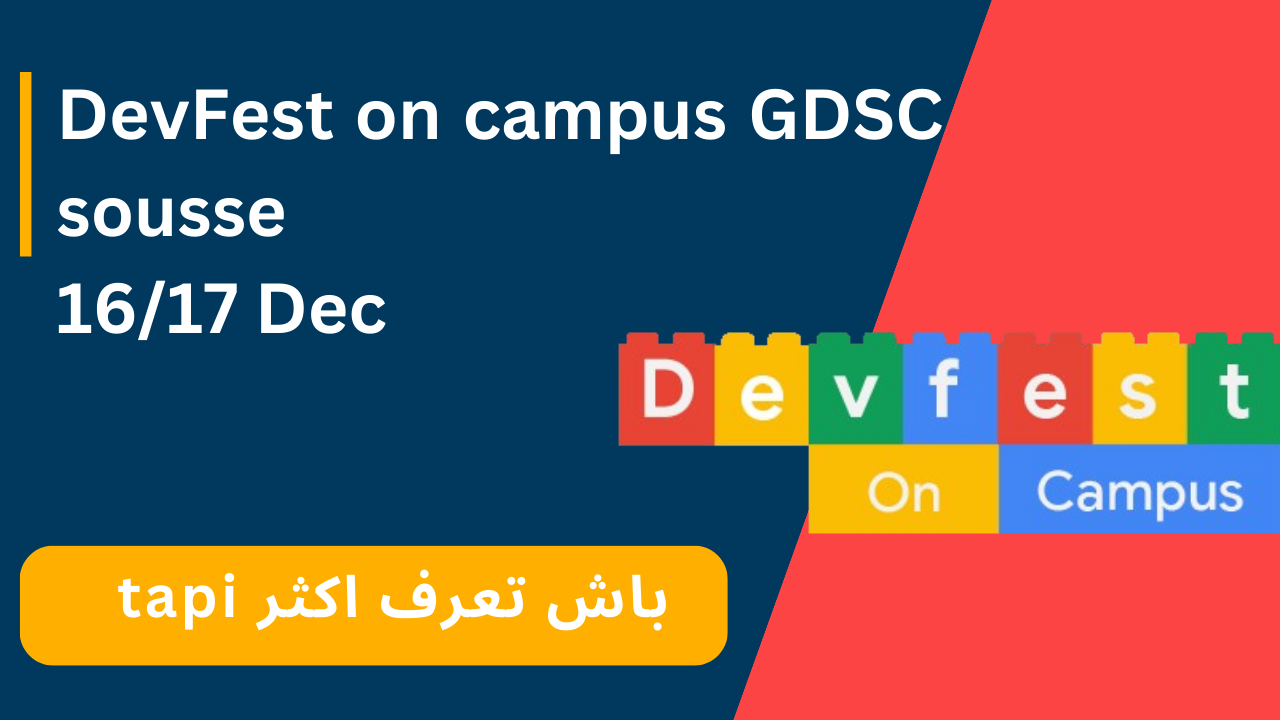 DevFest on campus GDSC
sousse
16/17 Dec
Devfest
On Campus
باش تعرف اكثر tapi